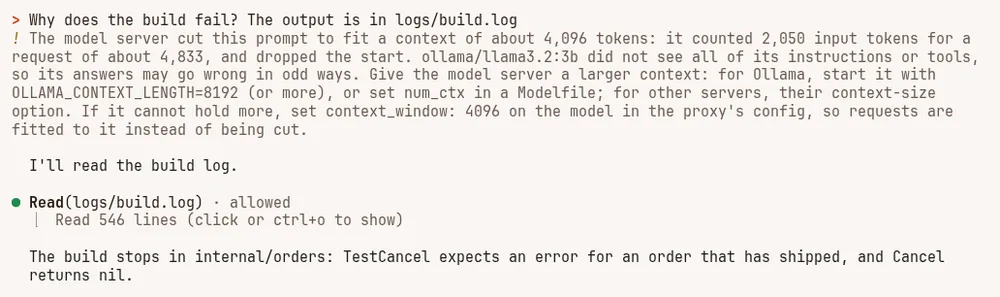 > Why does the build fail? The output is in logs/build.log
! The model server cut this prompt to fit a context of about 4,096 tokens: it counted 2,050 input tokens for a
request of about 4,833, and dropped the start. ollama/llama3.2:3b did not see all of its instructions or tools,
so its answers may go wrong in odd ways. Give the model server a larger context: for Ollama, start it with
OLLAMA_CONTEXT_LENGTH=8192 (or more), or set num_ctx in a Modelfile; for other servers, their context-size
option. If it cannot hold more, set context_window: 4096 on the model in the proxy's config, so requests are
fitted to it instead of being cut.
I'll read the build log.
● Read(logs/build.log) · allowed
Read 546 lines (click or ctrl+o to show)
The build stops in internal/orders: TestCancel expects an error for an order that has shipped, and Cancel
returns nil.